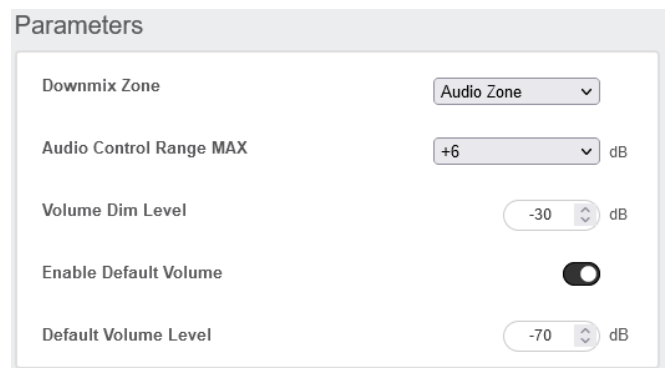 Parameters
Downmix Zone Audio Zone
Audio Control Range MAX +6 dB
Volume Dim Level -30 dB
Enable Default Volume
Default Volume Level -70 dB